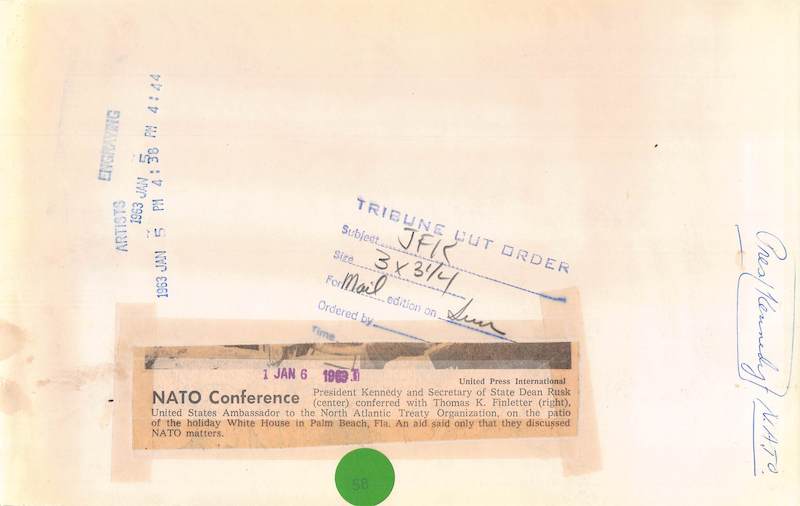 ARTISTS ENGRAVING
1963 JAN 5 PM 4:44
1963 JAN 5 PM 4:38
TRIBUNE CUT ORDER
Subject JFK
Size 3 x 3 1/4
For Mail edition on Sun
Ordered by
Time
1 JAN 6 1963
United Press International
NATO Conference President Kennedy and Secretary of State Dean Rusk
(center) conferred with Thomas K. Finletter (right),
United States Ambassador to the North Atlantic Treaty Organization, on the patio
of the holiday White House in Palm Beach, Fla. An aid said only that they discussed
NATO matters.
58
Pres/Kennedy/N.A.T.O.